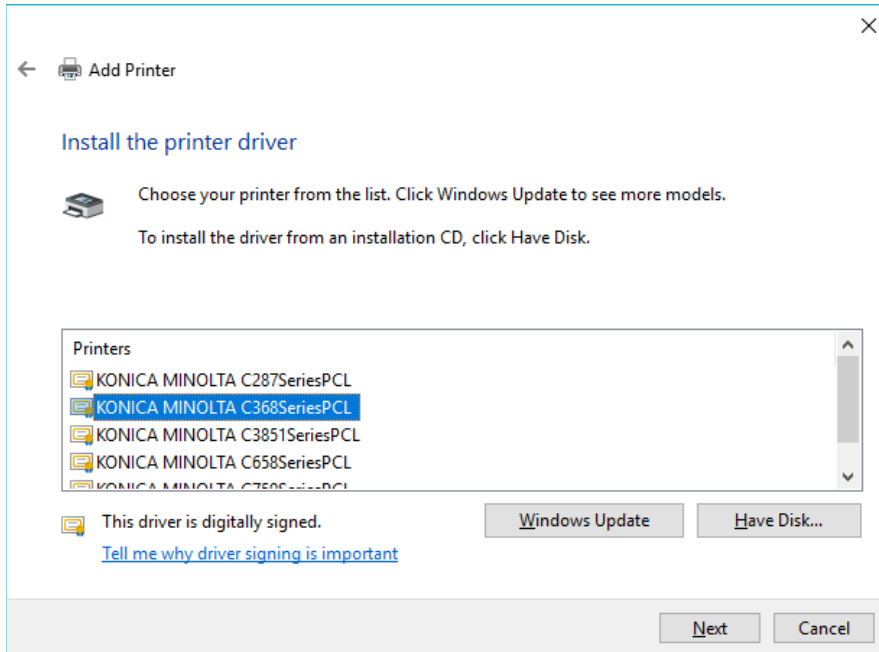 Add Printer
Install the printer driver
Choose your printer from the list. Click Windows Update to see more models.
To install the driver from an installation CD, click Have Disk.
Printers
KONICA MINOLTA C287SeriesPCL
KONICA MINOLTA C368SeriesPCL
KONICA MINOLTA C3851SeriesPCL
KONICA MINOLTA C658SeriesPCL
KONICA MINOLTA
This driver is digitally signed.
Windows Update
Have Disk...
Tell me why driver signing is important
Next
Cancel